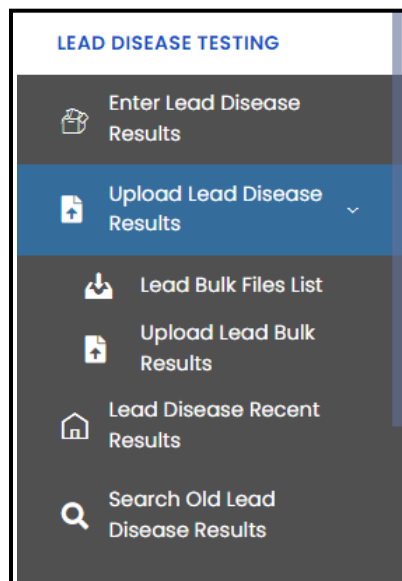 LEAD DISEASE TESTING
Enter Lead Disease
Results
Upload Lead Disease
Results
Lead Bulk Files List
Upload Lead Bulk
Results
Lead Disease Recent
Results
Search Old Lead
Disease Results